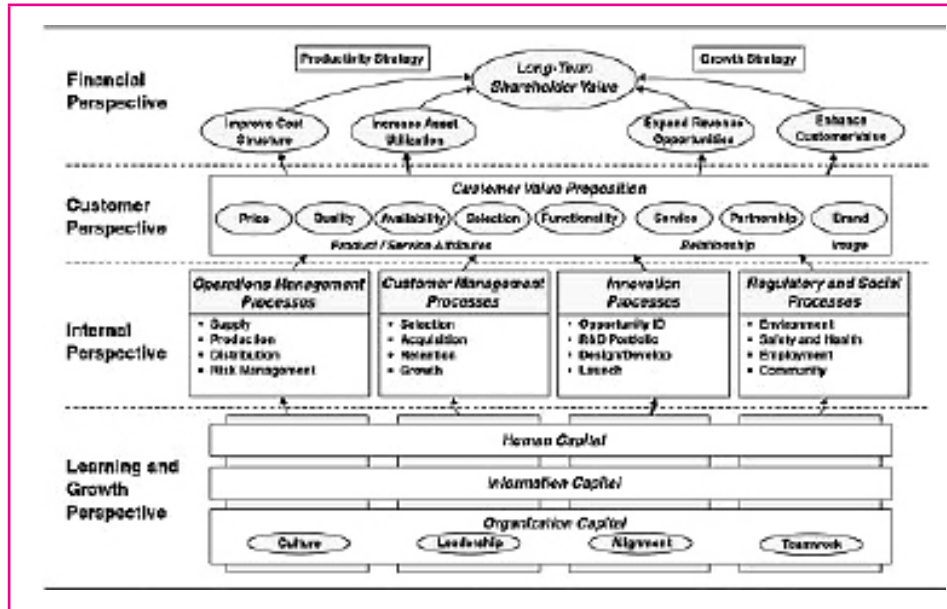 Financial
Perspective
Productivity Strategy
Growth Strategy
Long-Term
Shareholder Value
Improve Cost
Structure
Increase Asset
Utilization
Expand Revenue
Opportunities
Enhance
Customer Value
Customer
Perspective
Customer Value Proposition
Price
Quality
Availability
Selection
Functionality
Service
Partnership
Brand
Product / Service Attributes
Relationship
Image
Internal
Perspective
Operations Management
Processes
• Supply
• Production
• Distribution
• Risk Management
Customer Management
Processes
• Selection
• Acquisition
• Retention
• Growth
Innovation
Processes
• Opportunity ID
• R&D Portfolio
• Design/Develop
• Launch
Regulatory and Social
Processes
• Environment
• Safety and Health
• Employment
• Community
Learning and
Growth
Perspective
Human Capital
Information Capital
Organization Capital
Culture
Leadership
Alignment
Teamwork